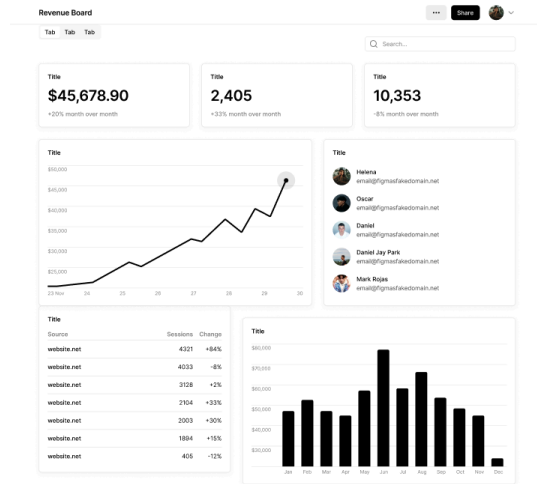 Revenue Board
•••
Share
Tab Tab Tab
Search...
Title
$45,678.90
+20% month over month
Title
2,405
+33% month over month
Title
10,353
-8% month over month
Title
$50,000
$45,000
$40,000
$35,000
$30,000
$25,000
23 Nov 24 25 26 27 28 29 30
Title
Helena
email@figmasfakedomain.net
Oscar
email@figmasfakedomain.net
Daniel
email@figmasfakedomain.net
Daniel Jay Park
email@figmasfakedomain.net
Mark Rojas
email@figmasfakedomain.net
Title
Source Sessions Change
website.net 4321 +84%
website.net 4033 -8%
website.net 3128 +2%
website.net 2104 +33%
website.net 2003 +30%
website.net 1894 +15%
website.net 405 -12%
Title
$80,000
$70,000
$60,000
$50,000
$40,000
$30,000
Jan Feb Mar Apr May Jun Jul Aug Sep Oct Nov Dec